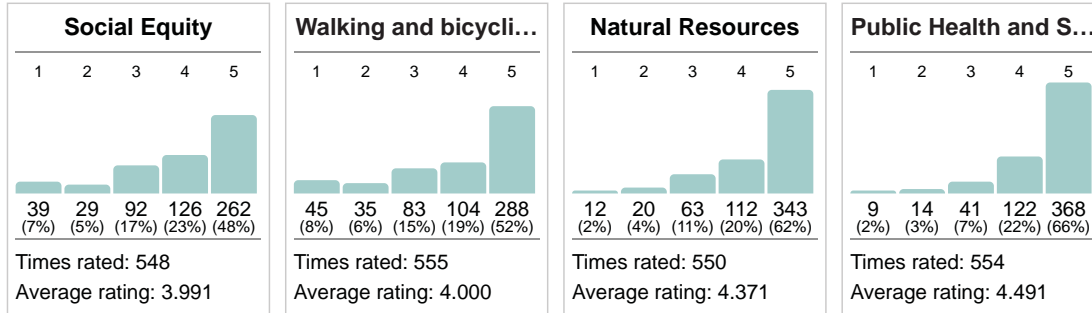 Social Equity
1 2 3 4 5
39 29 92 126 262
(7%) (5%) (17%) (23%) (48%)
Times rated: 548
Average rating: 3.991
Walking and bicycli...
1 2 3 4 5
45 35 83 104 288
(8%) (6%) (15%) (19%) (52%)
Times rated: 555
Average rating: 4.000
Natural Resources
1 2 3 4 5
12 20 63 112 343
(2%) (4%) (11%) (20%) (62%)
Times rated: 550
Average rating: 4.371
Public Health and S...
1 2 3 4 5
9 14 41 122 368
(2%) (3%) (7%) (22%) (66%)
Times rated: 554
Average rating: 4.491